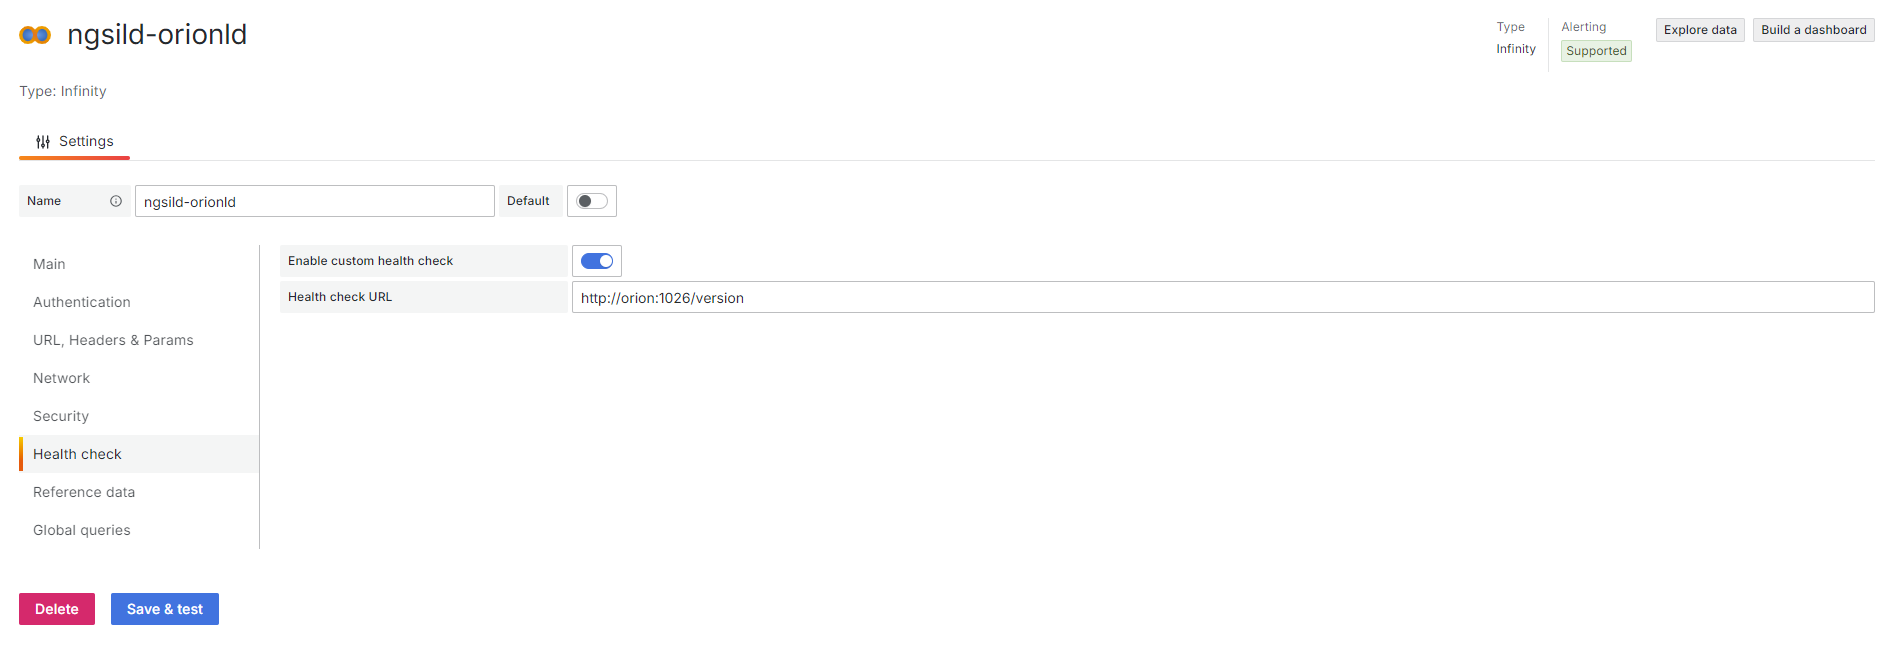 ngsild-orionld
Type
Infinity
Alerting
Supported
Explore data
Build a dashboard
Type: Infinity
Settings
Name
ngsild-orionld
Default
Main
Authentication
URL, Headers & Params
Network
Security
Health check
Reference data
Global queries
Enable custom health check
Health check URL
http://orion:1026/version
Delete
Save & test